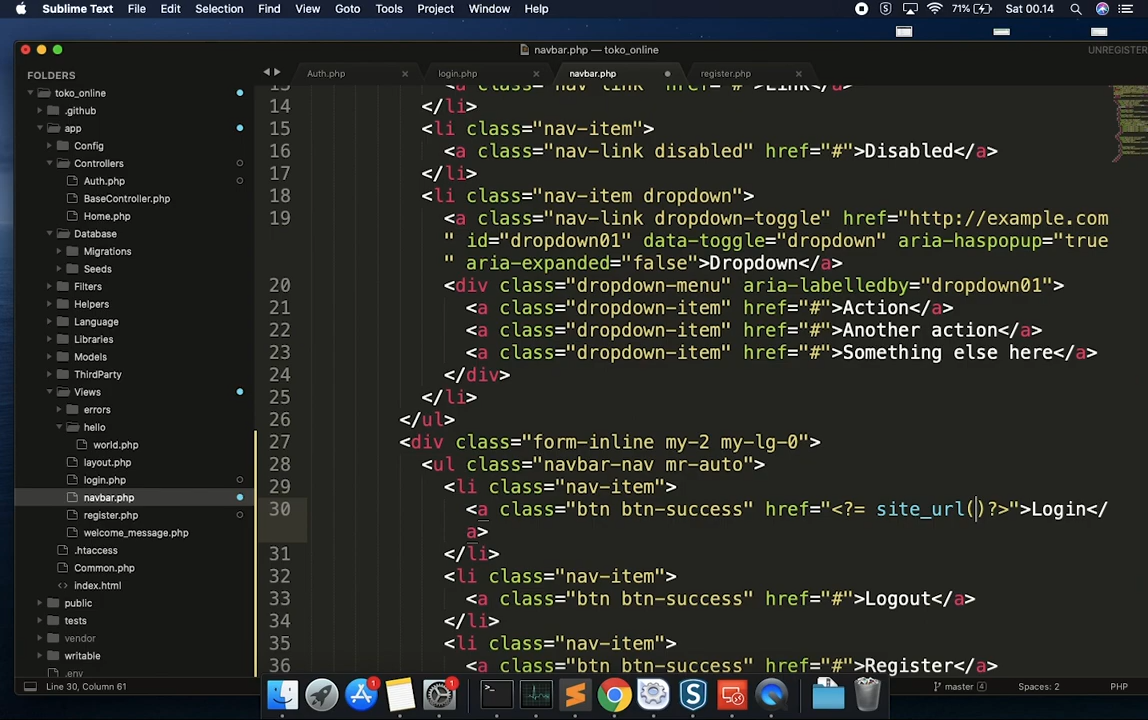 Sublime Text File Edit Selection Find View Goto Tools Project Window Help 71% Sat 00.14
navbar.php — toko_online UNREGISTER
FOLDERS
toko_online
.github
app
Config
Controllers
Auth.php
BaseController.php
Home.php
Database
Migrations
Seeds
Filters
Helpers
Language
Libraries
Models
ThirdParty
Views
errors
hello
world.php
layout.php
login.php
navbar.php
register.php
welcome_message.php
.htaccess
Common.php
index.html
public
tests
vendor
writable
.env
Auth.php login.php navbar.php register.php
14 </li>
15 <li class="nav-item">
16 <a class="nav-link disabled" href="#">Disabled</a>
17 </li>
18 <li class="nav-item dropdown">
19 <a class="nav-link dropdown-toggle" href="http://example.com
" id="dropdown01" data-toggle="dropdown" aria-haspopup="true
" aria-expanded="false">Dropdown</a>
20 <div class="dropdown-menu" aria-labelledby="dropdown01">
21 <a class="dropdown-item" href="#">Action</a>
22 <a class="dropdown-item" href="#">Another action</a>
23 <a class="dropdown-item" href="#">Something else here</a>
24 </div>
25 </li>
26 </ul>
27 <div class="form-inline my-2 my-lg-0">
28 <ul class="navbar-nav mr-auto">
29 <li class="nav-item">
30 <a class="btn btn-success" href="<?= site_url()?>">Login</
a>
31 </li>
32 <li class="nav-item">
33 <a class="btn btn-success" href="#">Logout</a>
34 </li>
35 <li class="nav-item">
36 <a class="btn btn-success" href="#">Register</a>
Line 30, Column 61 master 4 Spaces: 2 PHP
1
1